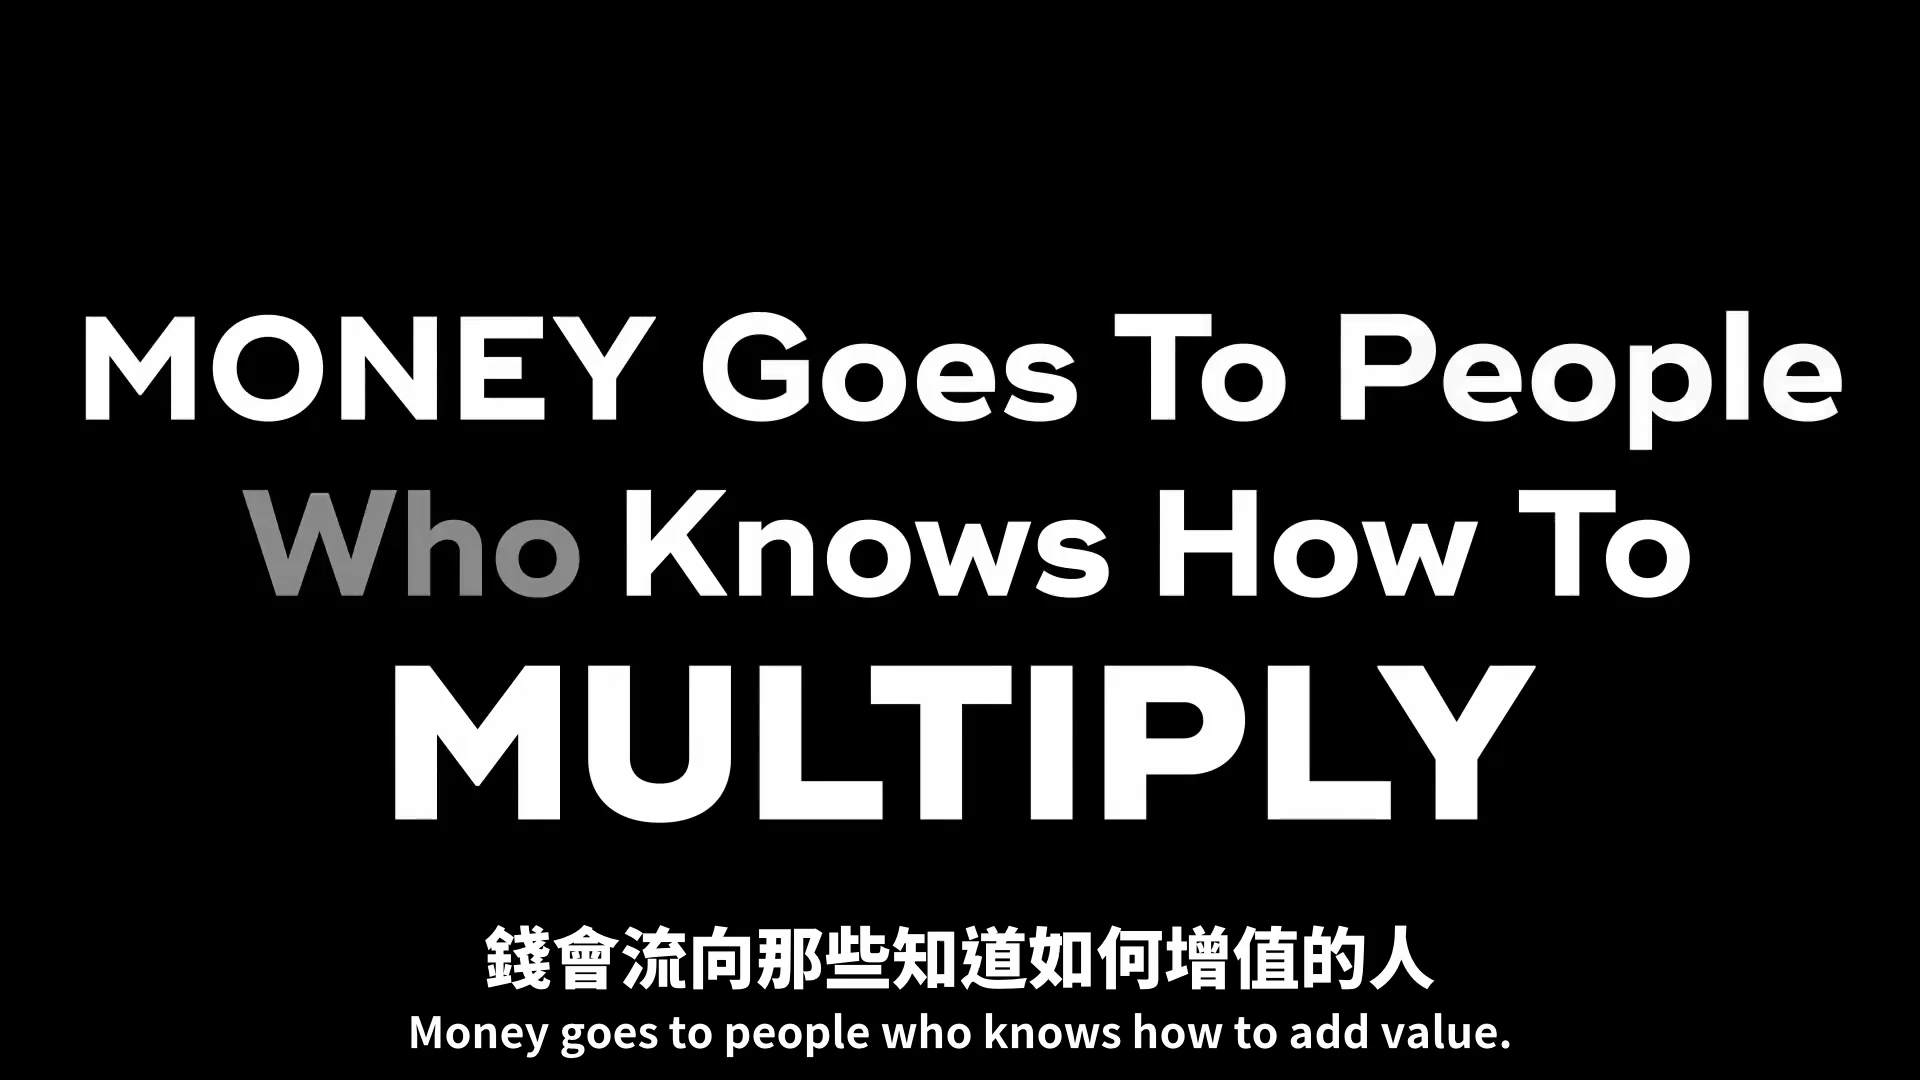 MONEY Goes To People
Who Knows How To
MULTIPLY
錢會流向那些知道如何增值的人
Money goes to people who knows how to add value.